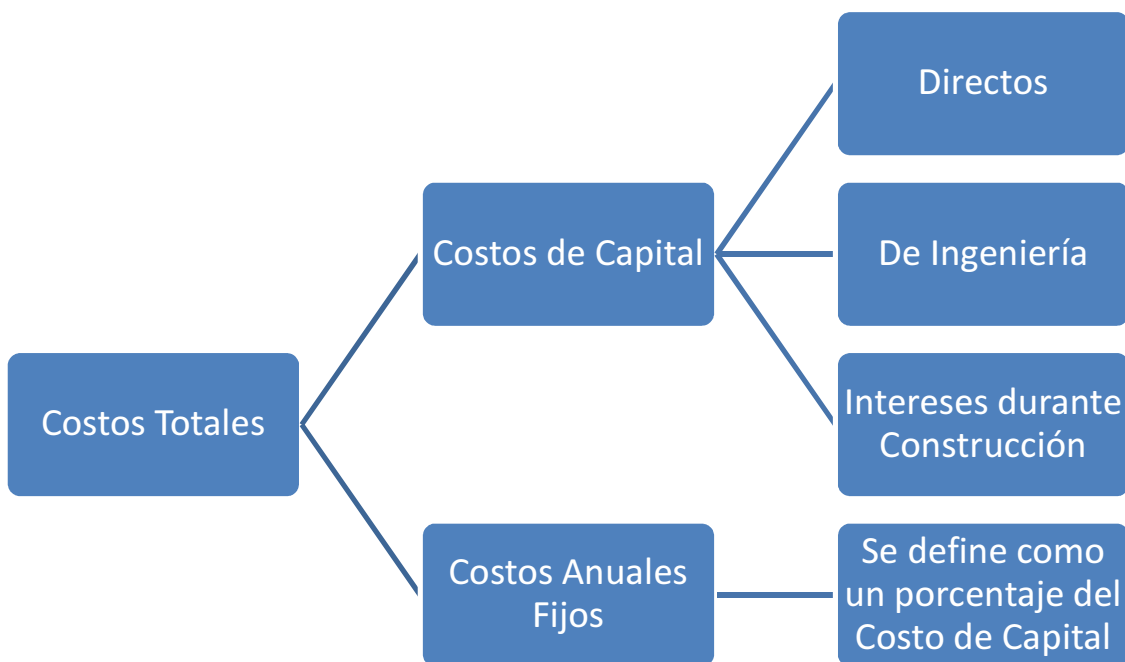 Directos
Costos de Capital
De Ingeniería
Intereses durante
Construcción
Costos Totales
Costos Anuales
Fijos
Se define como
un porcentaje del
Costo de Capital